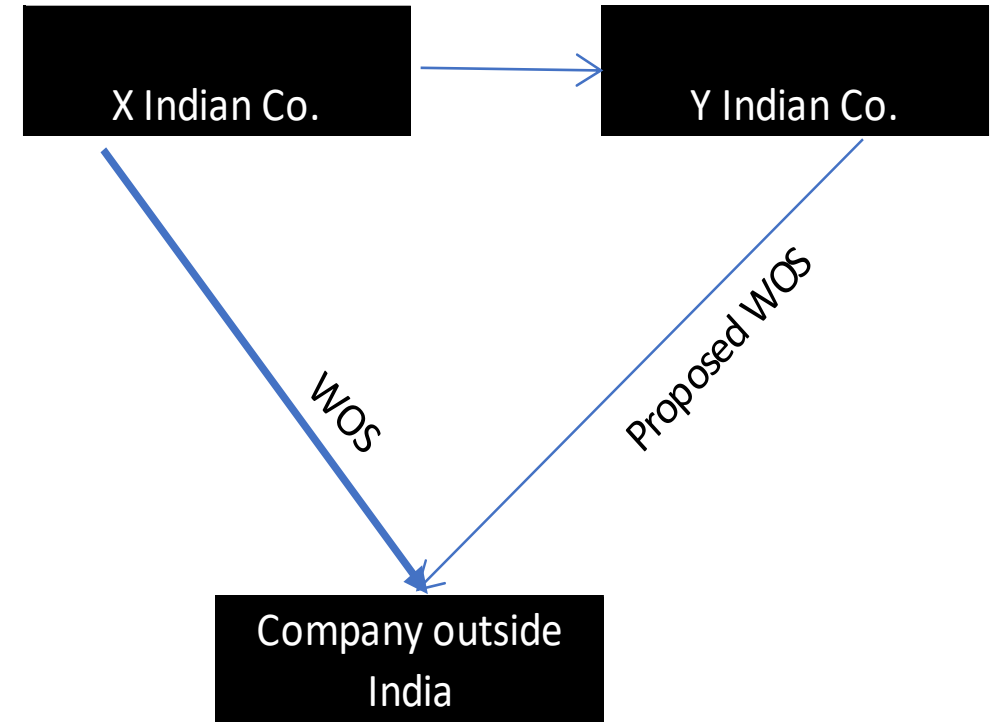 X Indian Co.
Y Indian Co.
WOS
Proposed WOS
Company outside
India